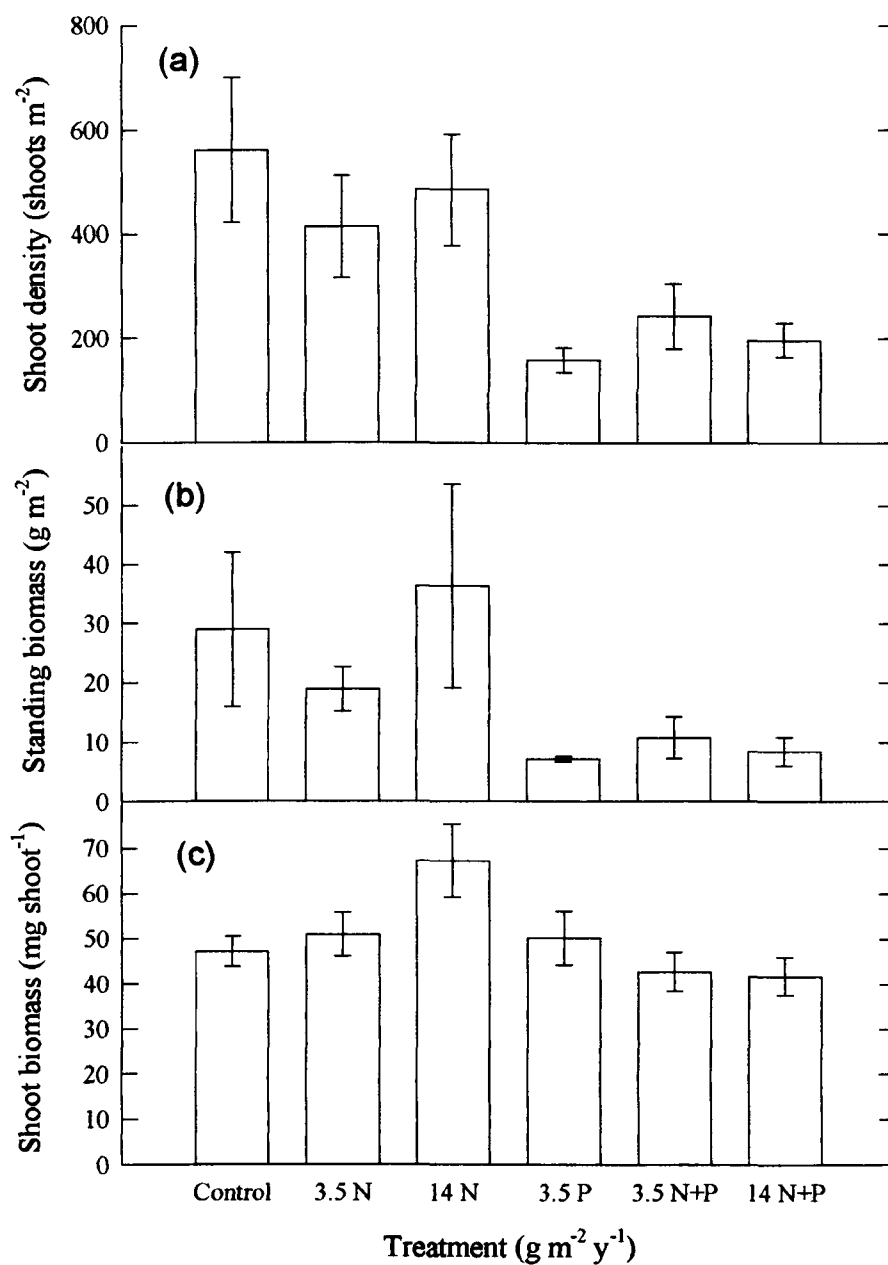 (a)
Shoot density (shoots m⁻²)
800
600
400
200
0
(b)
Standing biomass (g m⁻²)
50
40
30
20
10
0
(c)
Shoot biomass (mg shoot⁻¹)
70
60
50
40
30
20
10
0
Control 3.5 N 14 N 3.5 P 3.5 N+P 14 N+P
Treatment (g m⁻² y⁻¹)